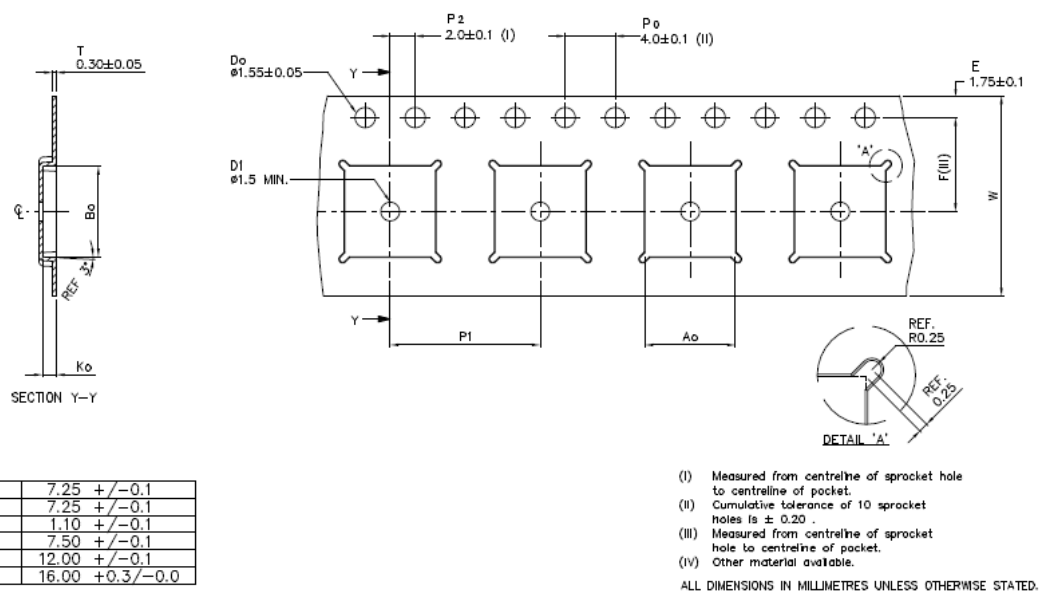 P2
2.0±0.1 (I)
Po
4.0±0.1 (II)
T
0.30±0.05
Do
ø1.55±0.05
Y
E
1.75±0.1
D1
ø1.5 MIN.
'A'
F(III)
W
℄
Bo
REF 3°
Ko
SECTION Y-Y
Y
P1
Ao
REF.
R0.25
REF.
0.25
DETAIL 'A'
7.25 +/-0.1
7.25 +/-0.1
1.10 +/-0.1
7.50 +/-0.1
12.00 +/-0.1
16.00 +0.3/-0.0
(I) Measured from centreline of sprocket hole
to centreline of pocket.
(II) Cumulative tolerance of 10 sprocket
holes is ± 0.20 .
(III) Measured from centreline of sprocket
hole to centreline of pocket.
(IV) Other material available.
ALL DIMENSIONS IN MILLIMETRES UNLESS OTHERWISE STATED.